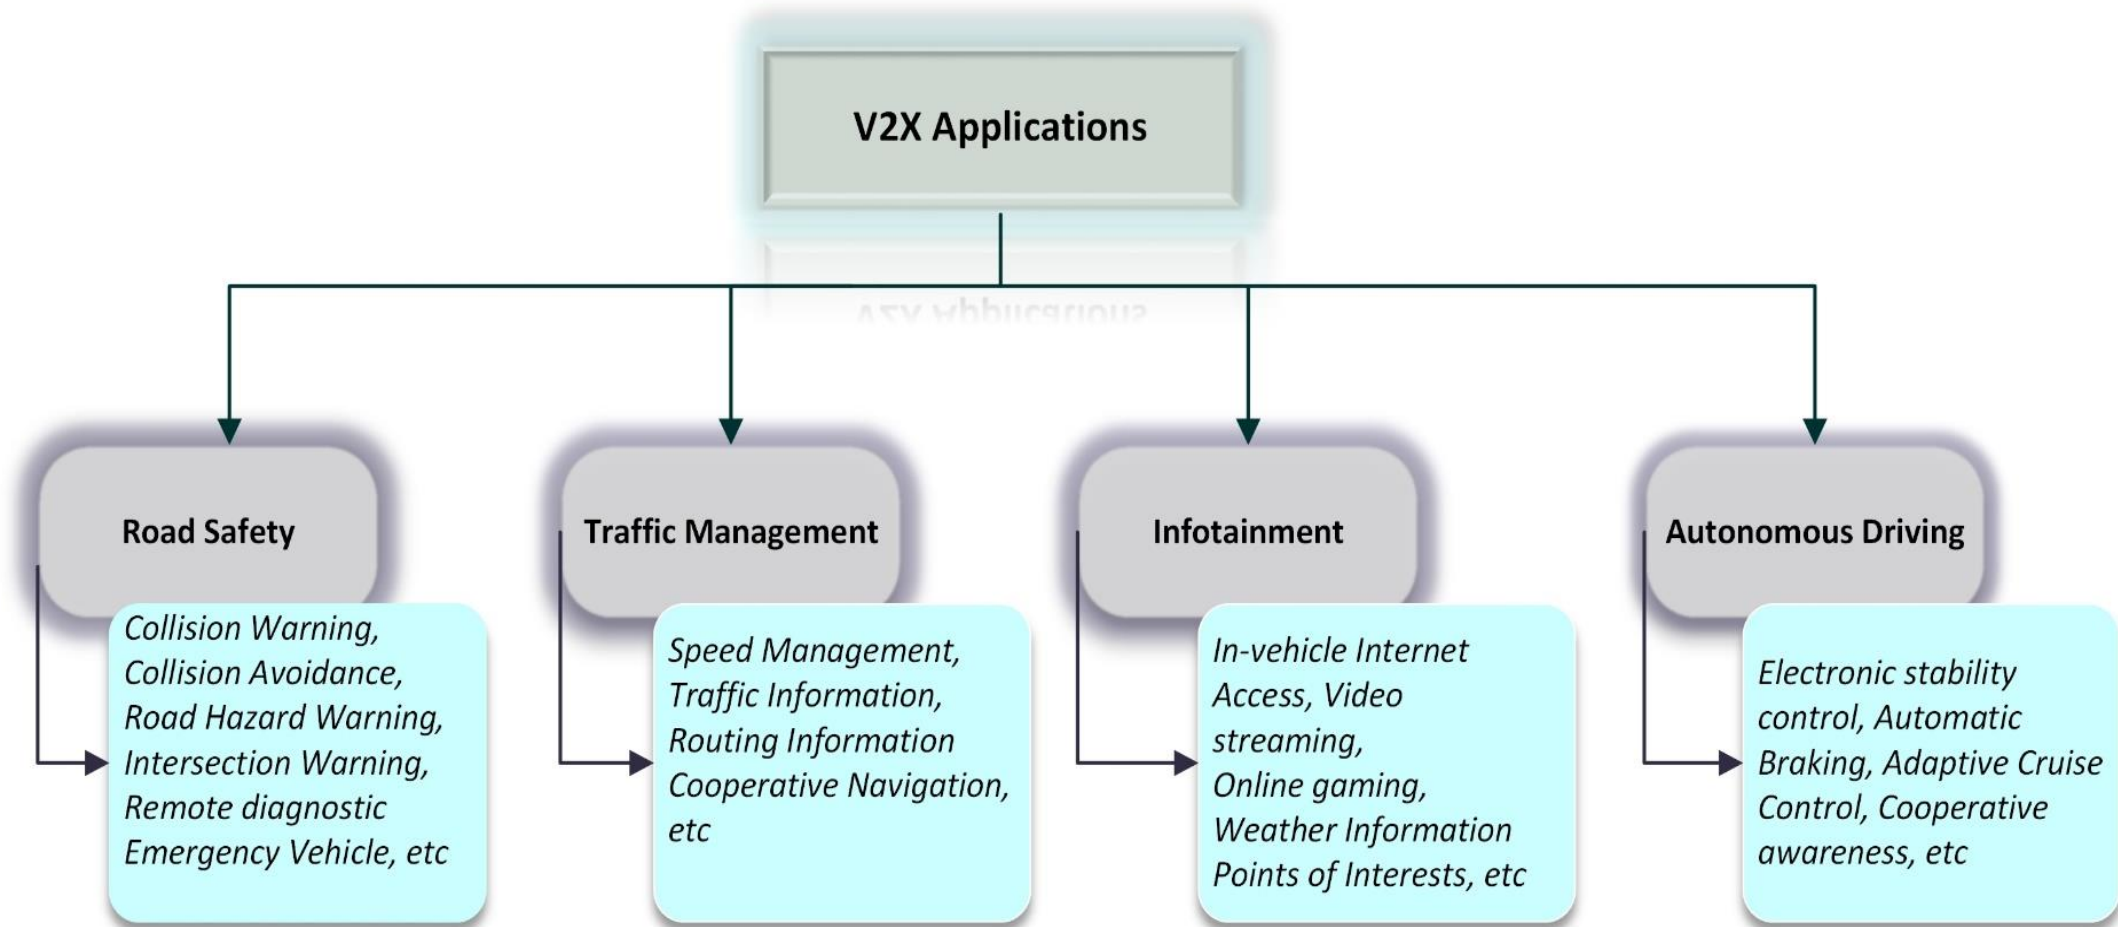 V2X Applications
Road Safety
Collision Warning,
Collision Avoidance,
Road Hazard Warning,
Intersection Warning,
Remote diagnostic
Emergency Vehicle, etc
Traffic Management
Speed Management,
Traffic Information,
Routing Information
Cooperative Navigation,
etc
Infotainment
In-vehicle Internet
Access, Video
streaming,
Online gaming,
Weather Information
Points of Interests, etc
Autonomous Driving
Electronic stability
control, Automatic
Braking, Adaptive Cruise
Control, Cooperative
awareness, etc